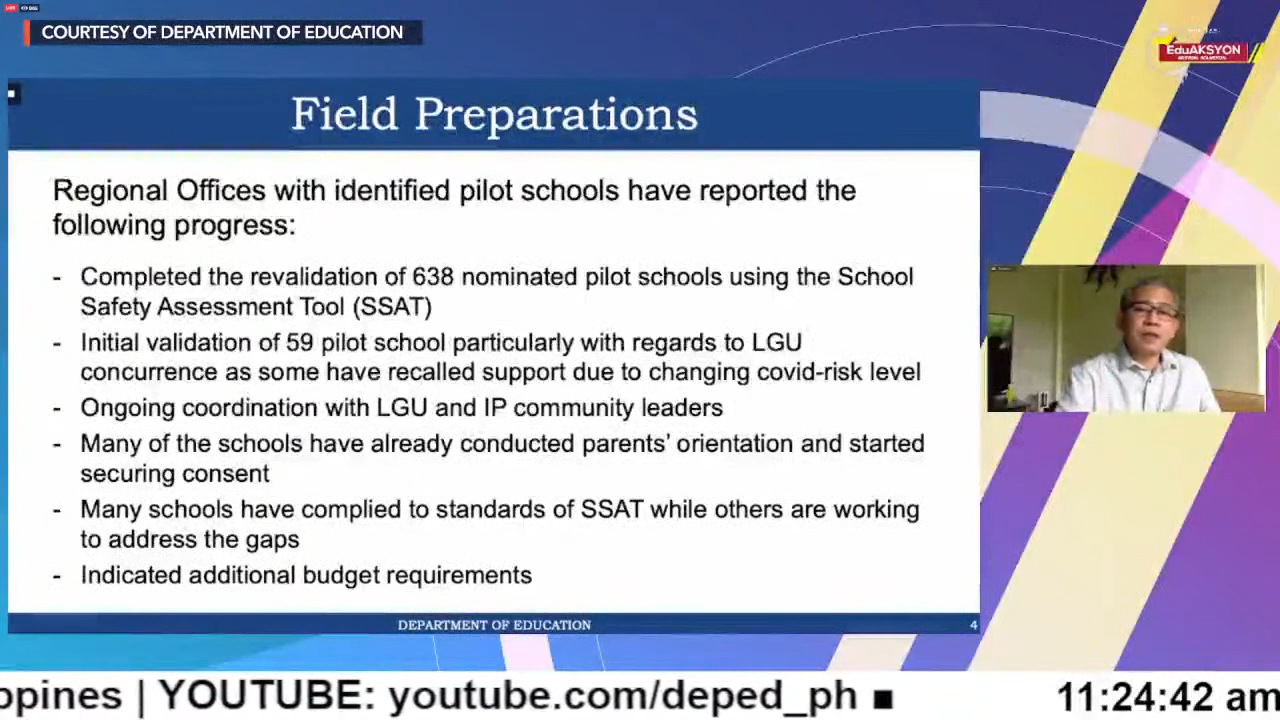 COURTESY OF DEPARTMENT OF EDUCATION
EduAKSYON
Field Preparations
Regional Offices with identified pilot schools have reported the
following progress:
- Completed the revalidation of 638 nominated pilot schools using the School
Safety Assessment Tool (SSAT)
- Initial validation of 59 pilot school particularly with regards to LGU
concurrence as some have recalled support due to changing covid-risk level
- Ongoing coordination with LGU and IP community leaders
- Many of the schools have already conducted parents' orientation and started
securing consent
- Many schools have complied to standards of SSAT while others are working
to address the gaps
- Indicated additional budget requirements
DEPARTMENT OF EDUCATION 4
ppines | YOUTUBE: youtube.com/deped_ph ■ 11:24:42 am